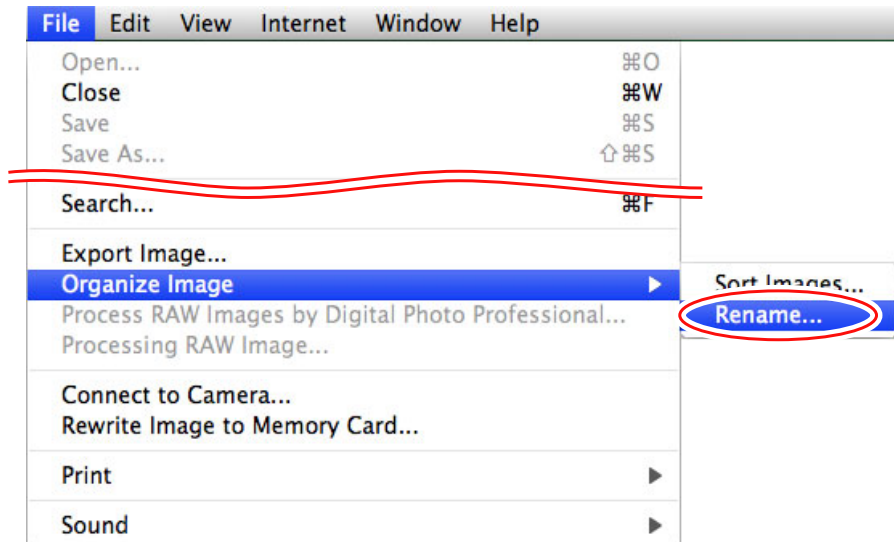 File Edit View Internet Window Help
Open... ⌘O
Close ⌘W
Save ⌘S
Save As... ⇧⌘S
Search... ⌘F
Export Image...
Organize Image ▶
Sort Images...
Process RAW Images by Digital Photo Professional...
Rename...
Processing RAW Image...
Connect to Camera...
Rewrite Image to Memory Card...
Print ▶
Sound ▶